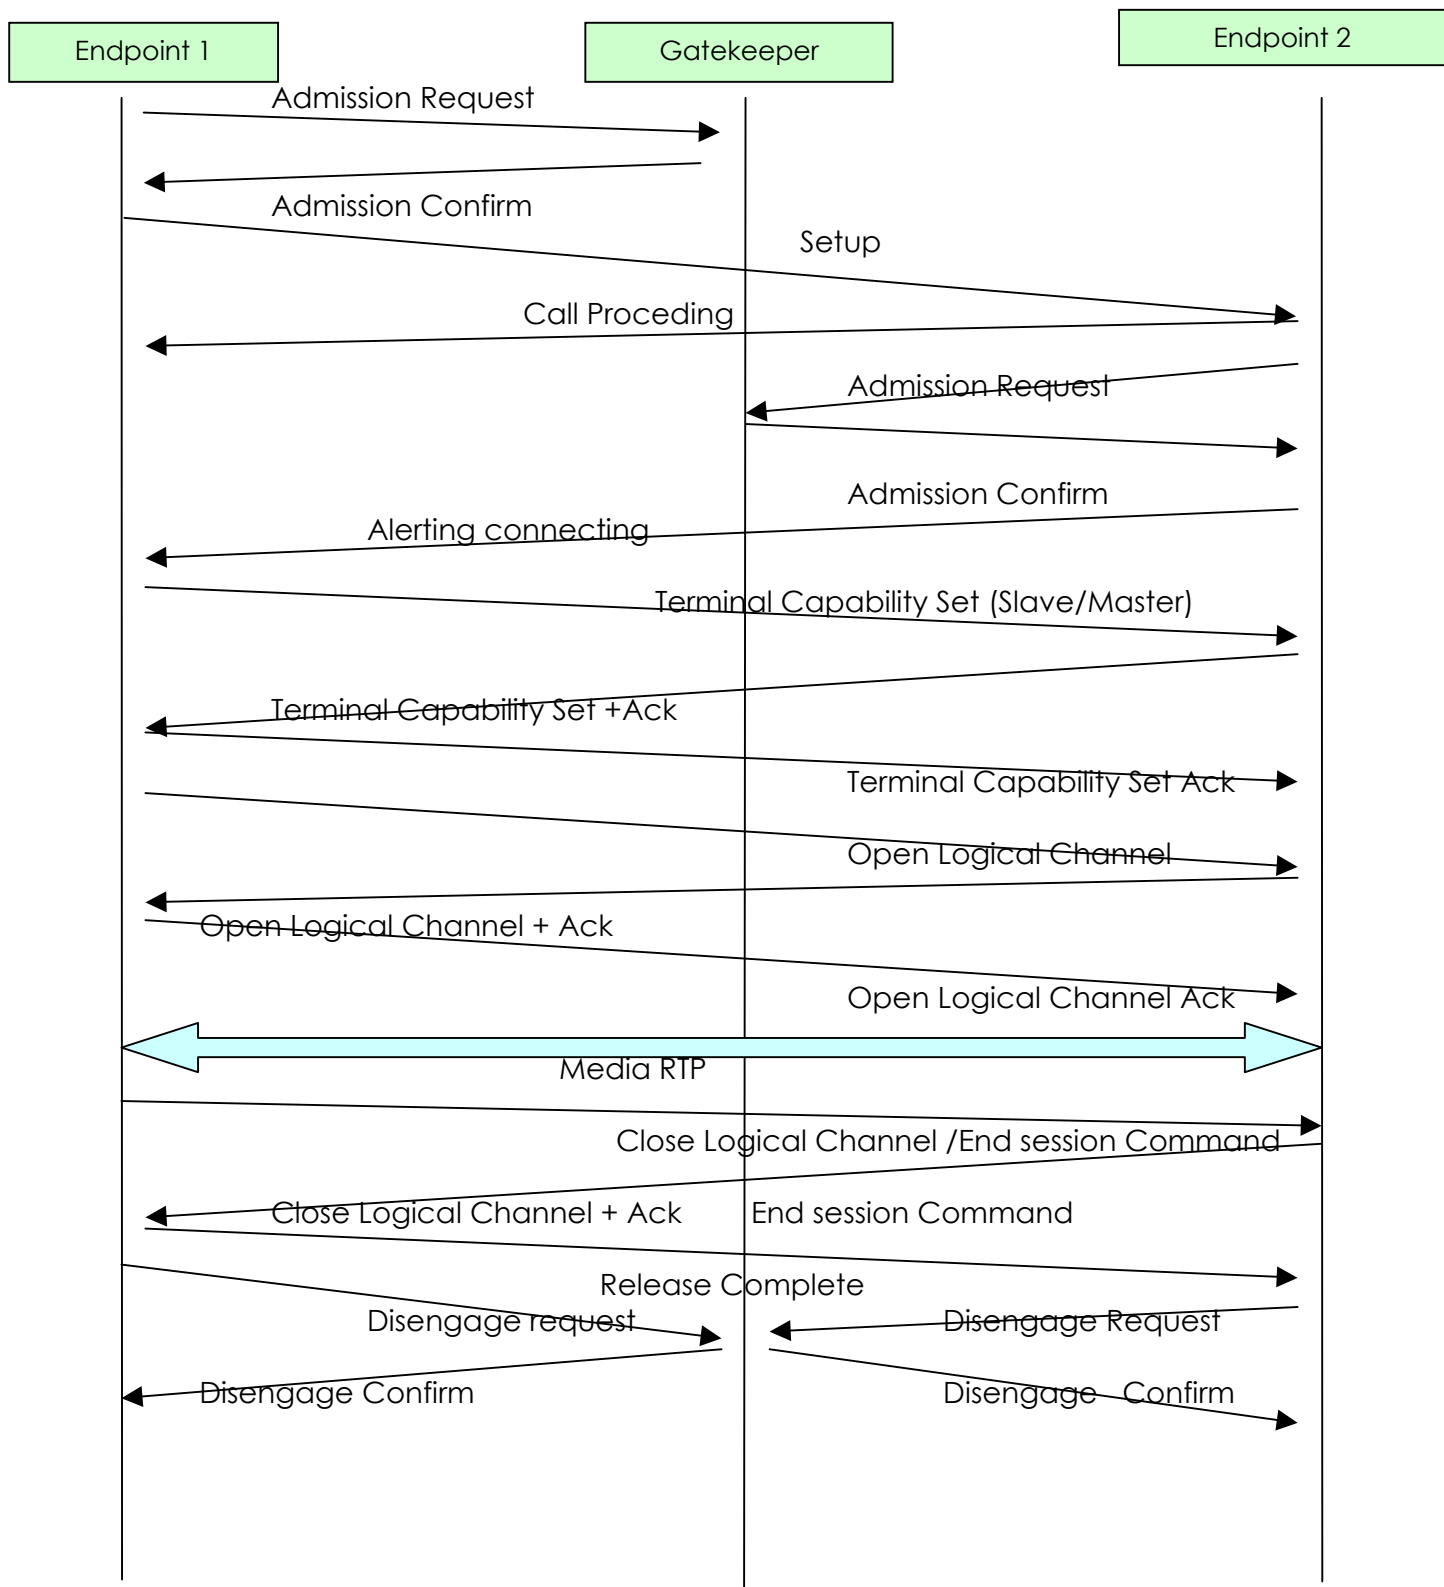 Endpoint 1
Gatekeeper
Endpoint 2
Admission Request
Admission Confirm
Setup
Call Proceding
Admission Request
Admission Confirm
Alerting connecting
Terminal Capability Set (Slave/Master)
Terminal Capability Set +Ack
Terminal Capability Set Ack
Open Logical Channel
Open Logical Channel + Ack
Open Logical Channel Ack
Media RTP
Close Logical Channel /End session Command
Close Logical Channel + Ack
End session Command
Release Complete
Disengage request
Disengage Request
Disengage Confirm
Disengage Confirm